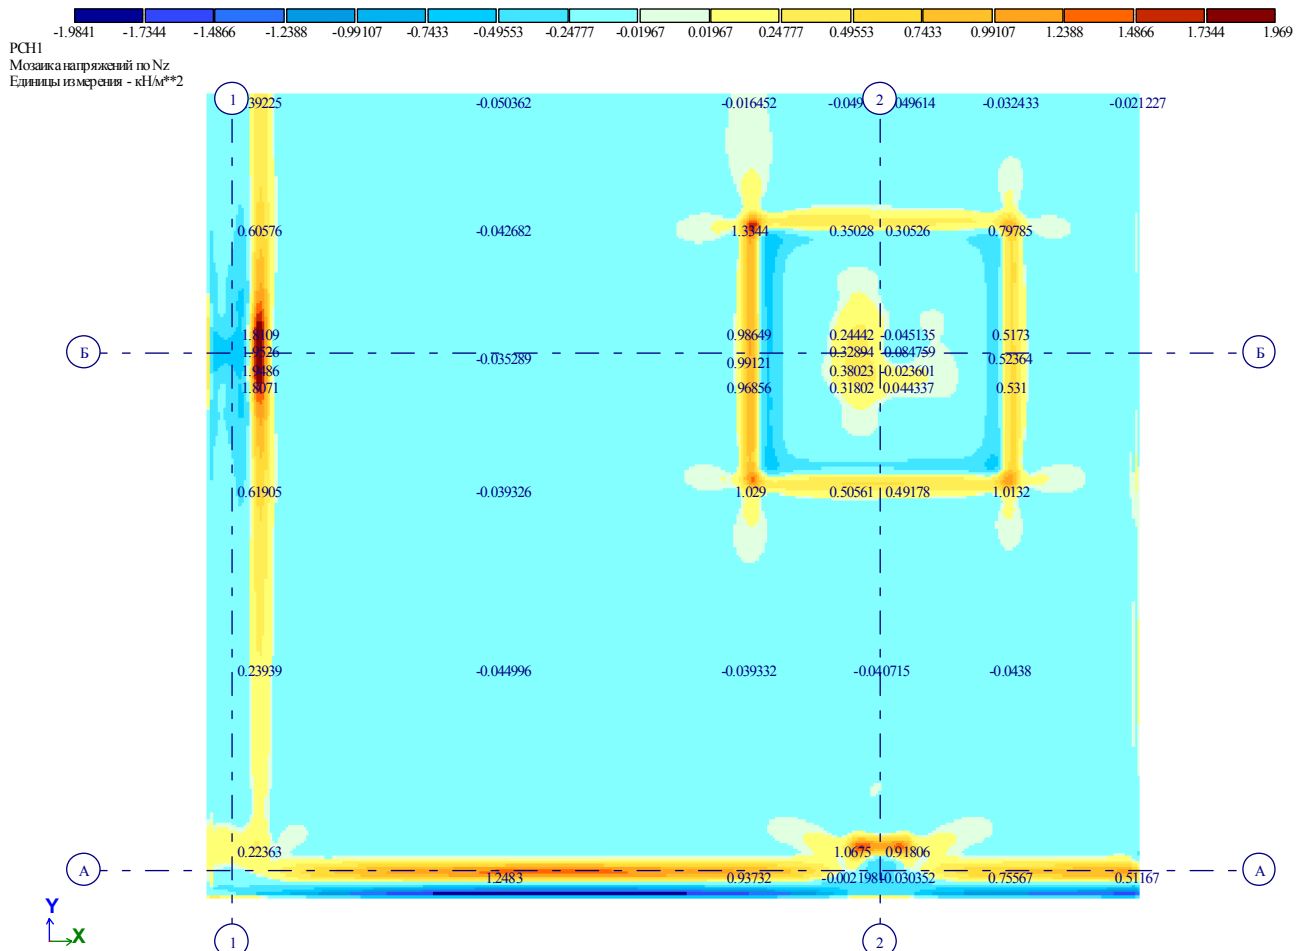 -1.9841 -1.7344 -1.4866 -1.2388 -0.99107 -0.7433 -0.49553 -0.24777 -0.01967 0.01967 0.24777 0.49553 0.7433 0.99107 1.2388 1.4866 1.7344 1.969
РСН1
Мозаика напряжений по Nz
Единицы измерения - кН/м**2
1 2
-0.050362 -0.016452 -0.032433 -0.021227
0.60576 -0.042682 1.3344 0.35028 0.30526 0.79785
1.8109 0.98649 0.24442 -0.045135 0.5173
Б 1.9526 -0.035289 0.99121 0.32894 -0.084759 0.52364 Б
1.9486 0.38023 -0.023601
1.8071 0.96856 0.31802 0.044337 0.531
0.61905 -0.039326 1.029 0.50561 0.49178 1.0132
0.23939 -0.044996 -0.039332 -0.040715 -0.0438
0.22363 1.0675 0.91806
А А
1.2483 0.93732 -0.030352 0.75567 0.51167
Y
X
1 2